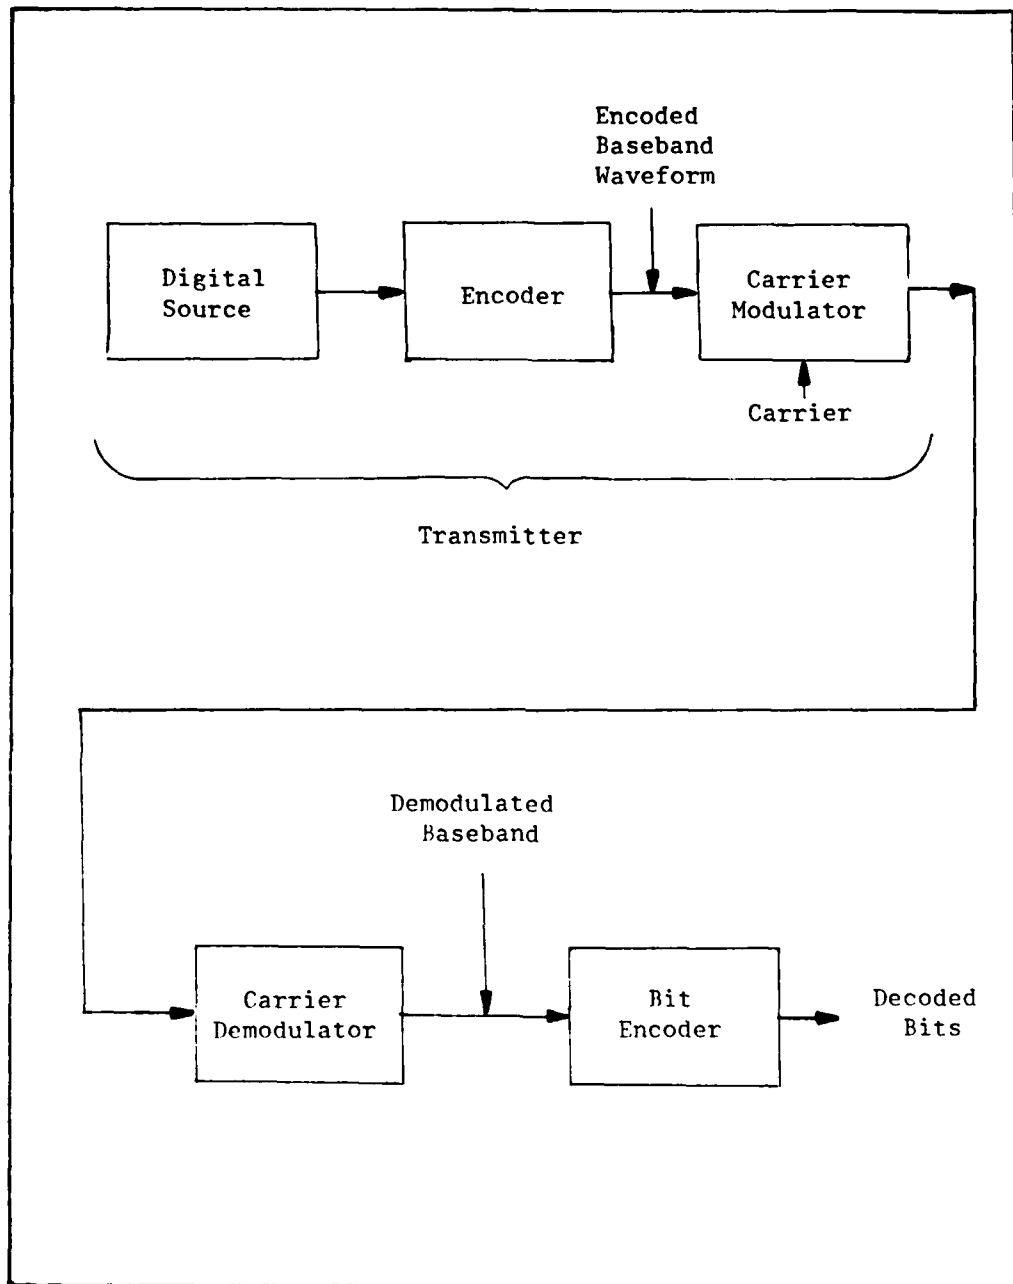 Encoded
Baseband
Waveform
Digital
Source
Encoder
Carrier
Modulator
Carrier
Transmitter
Demodulated
Baseband
Carrier
Demodulator
Bit
Encoder
Decoded
Bits